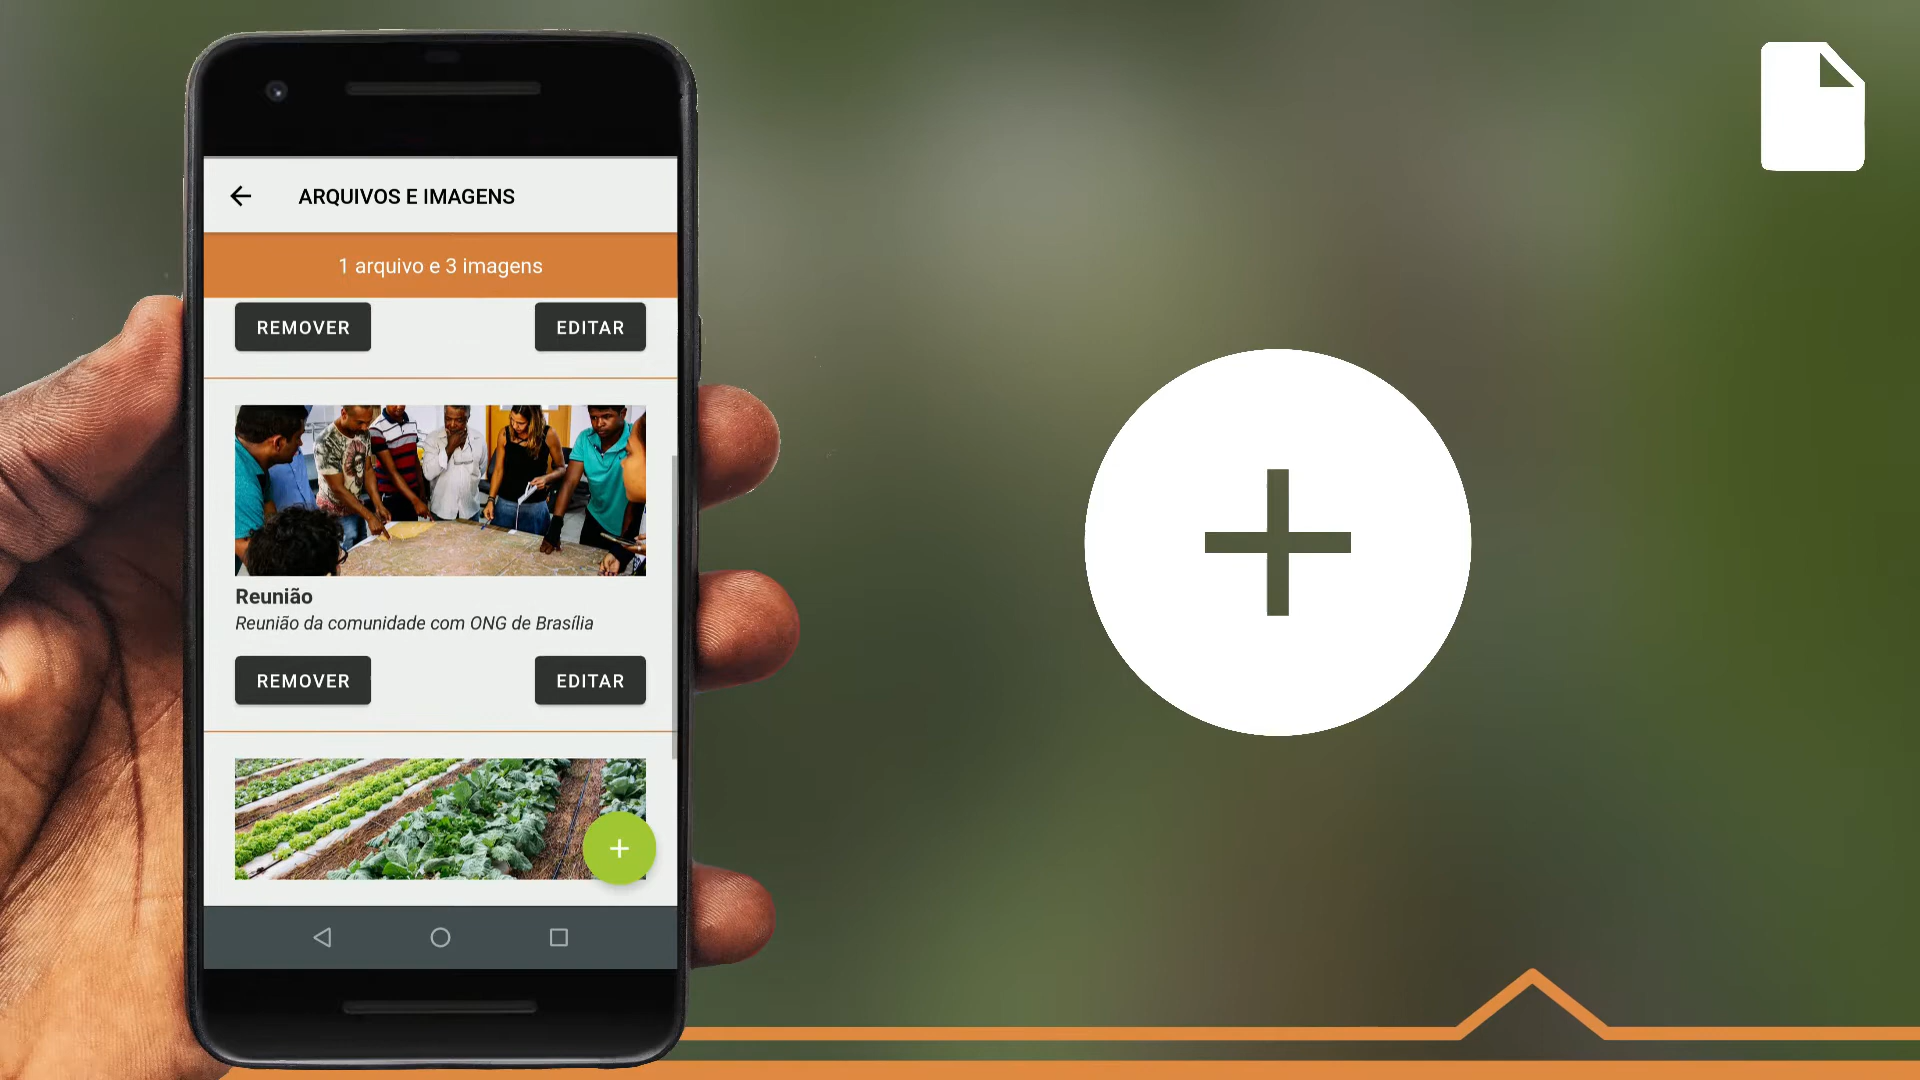 ARQUIVOS E IMAGENS
1 arquivo e 3 imagens
REMOVER EDITAR
Reunião
Reunião da comunidade com ONG de Brasília
REMOVER EDITAR